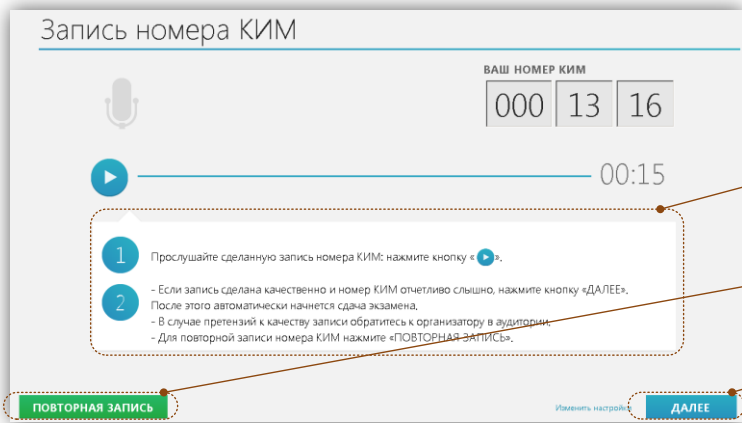 Запись номера КИМ
ВАШ НОМЕР КИМ
000 13 16
00:15
1 Прослушайте сделанную запись номера КИМ: нажмите кнопку « ».
2 - Если запись сделана качественно и номер КИМ отчетливо слышно, нажмите кнопку «ДАЛЕЕ».
После этого автоматически начнется сдача экзамена.
- В случае претензий к качеству записи обратитесь к организатору в аудитории.
- Для повторной записи номера КИМ нажмите «ПОВТОРНАЯ ЗАПИСЬ».
ПОВТОРНАЯ ЗАПИСЬ
Изменить настройки
ДАЛЕЕ